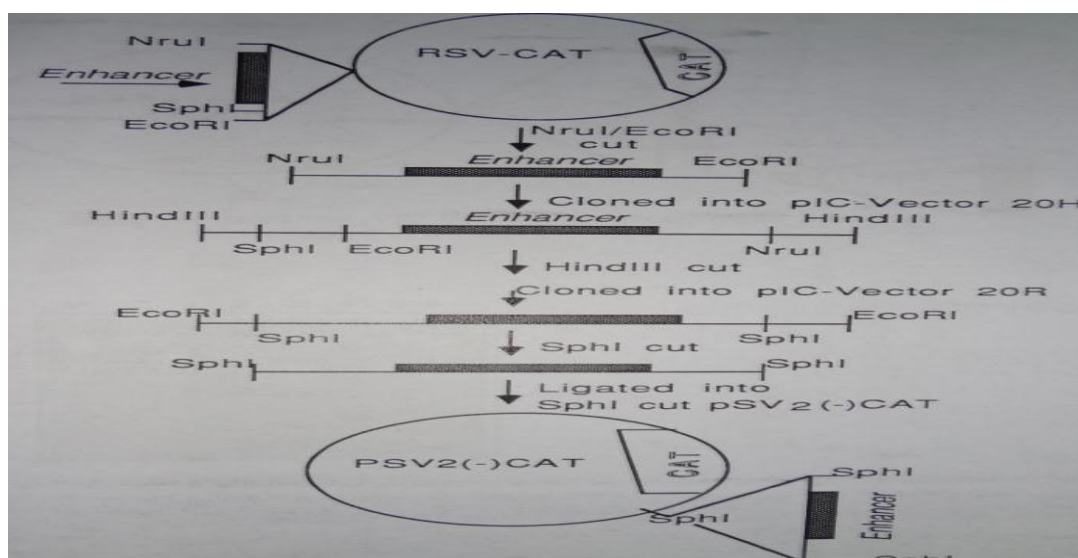 NruI
RSV-CAT
CAT
Enhancer
SphI
EcoRI
NruI/EcoRI
cut
NruI
Enhancer
EcoRI
Cloned into pIC-Vector 20H
HindIII
Enhancer
HindIII
SphI
EcoRI
NruI
HindIII cut
Cloned into pIC-Vector 20R
EcoRI
EcoRI
SphI
SphI
SphI cut
SphI
SphI
Ligated into
SphI cut pSV2(-)CAT
PSV2(-)CAT
CAT
SphI
SphI
Enhancer
SphI